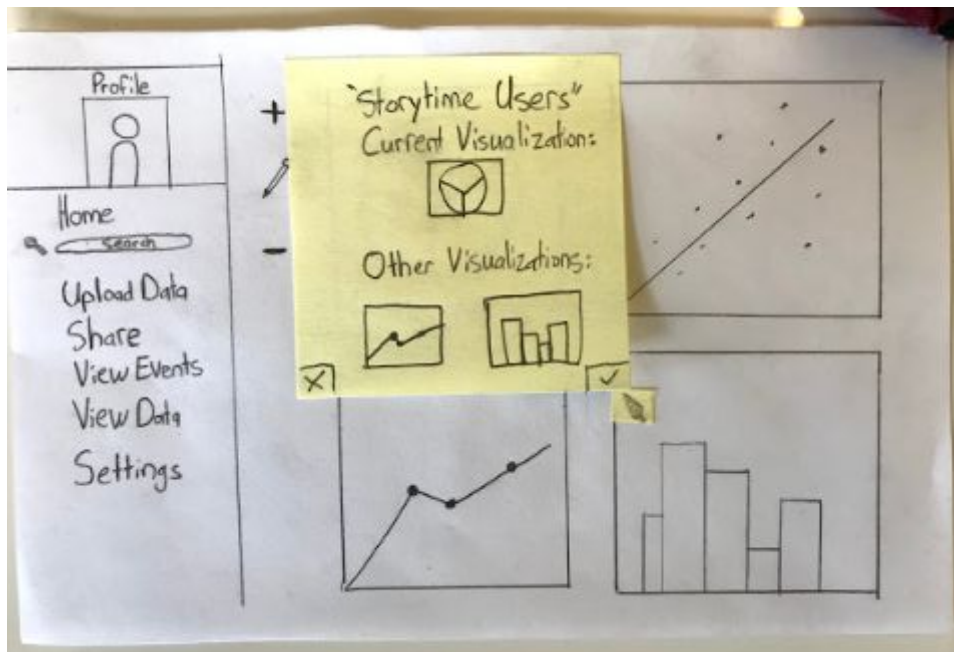 Profile
Home
Search
Upload Data
Share
View Events
View Data
Settings
+
-
"Storytime Users"
Current Visualization:
Other Visualizations: